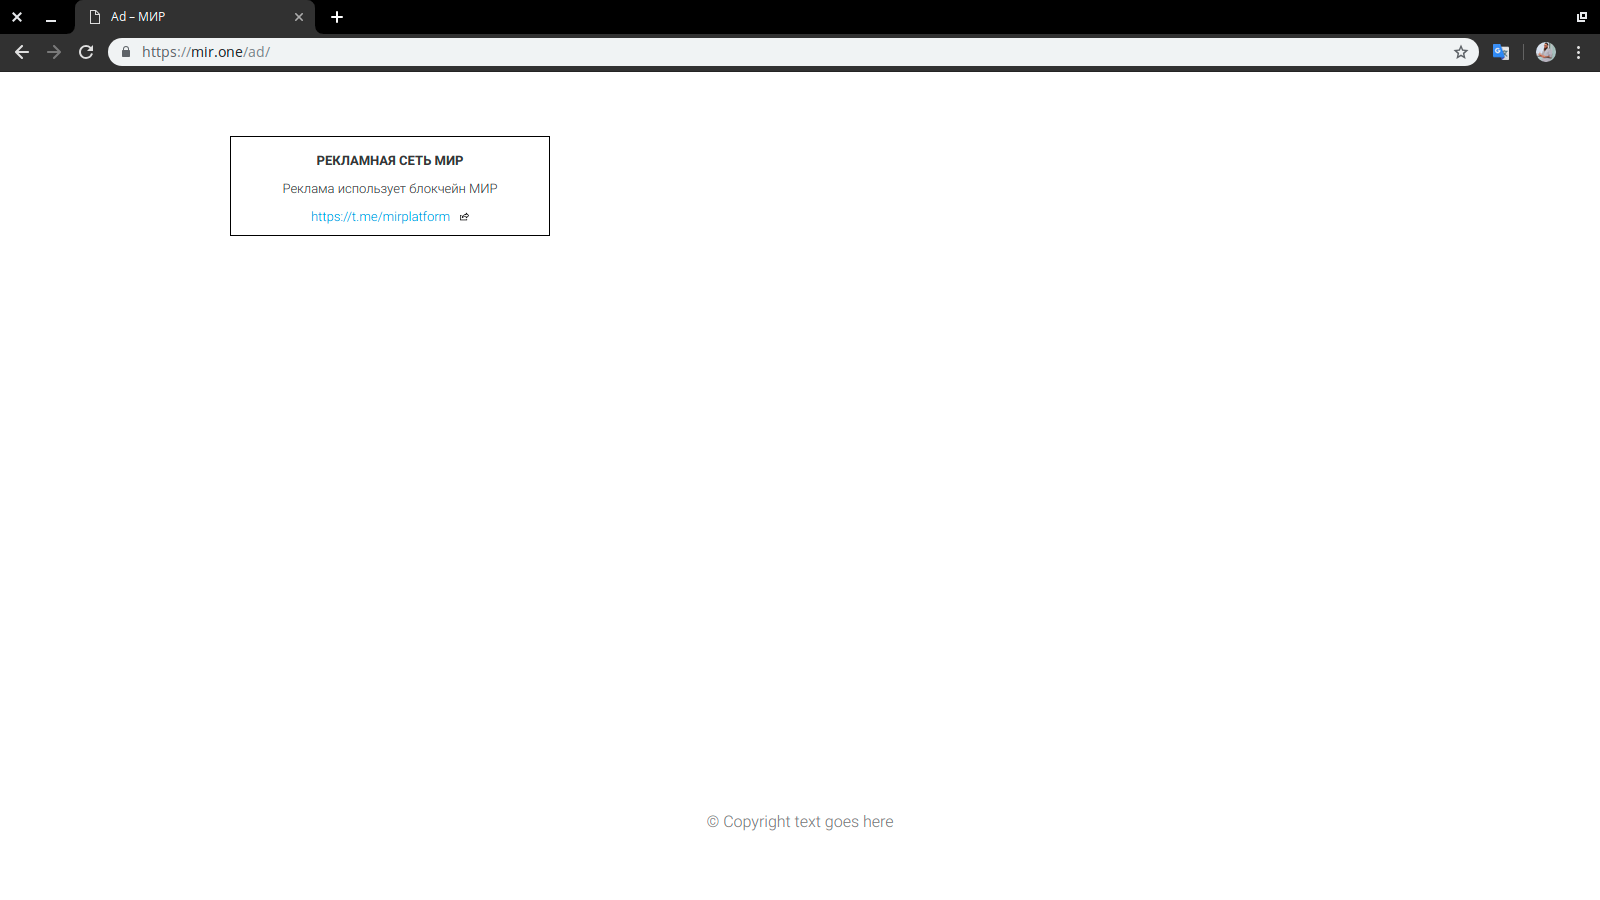 Ad – МИР
https://mir.one/ad/
РЕКЛАМНАЯ СЕТЬ МИР
Реклама использует блокчейн МИР
https://t.me/mirplatform
© Copyright text goes here